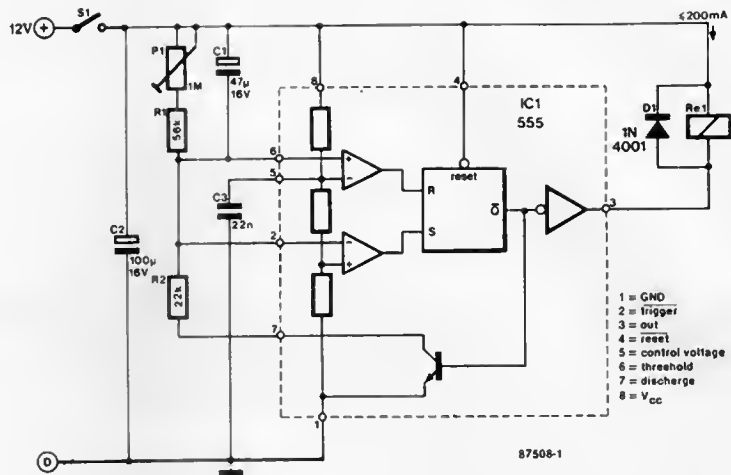 12V
S1
≤200mA
P1
1M
C1
47µ
16V
R1
56k
8
4
IC1
555
D1
1N
4001
Re1
6
5
reset
R
S
Q
3
C3
22n
2
C2
100µ
16V
R2
22k
7
1
1 = GND
2 = trigger
3 = out
4 = reset
5 = control voltage
6 = threshold
7 = discharge
8 = VCC
0
87508-1